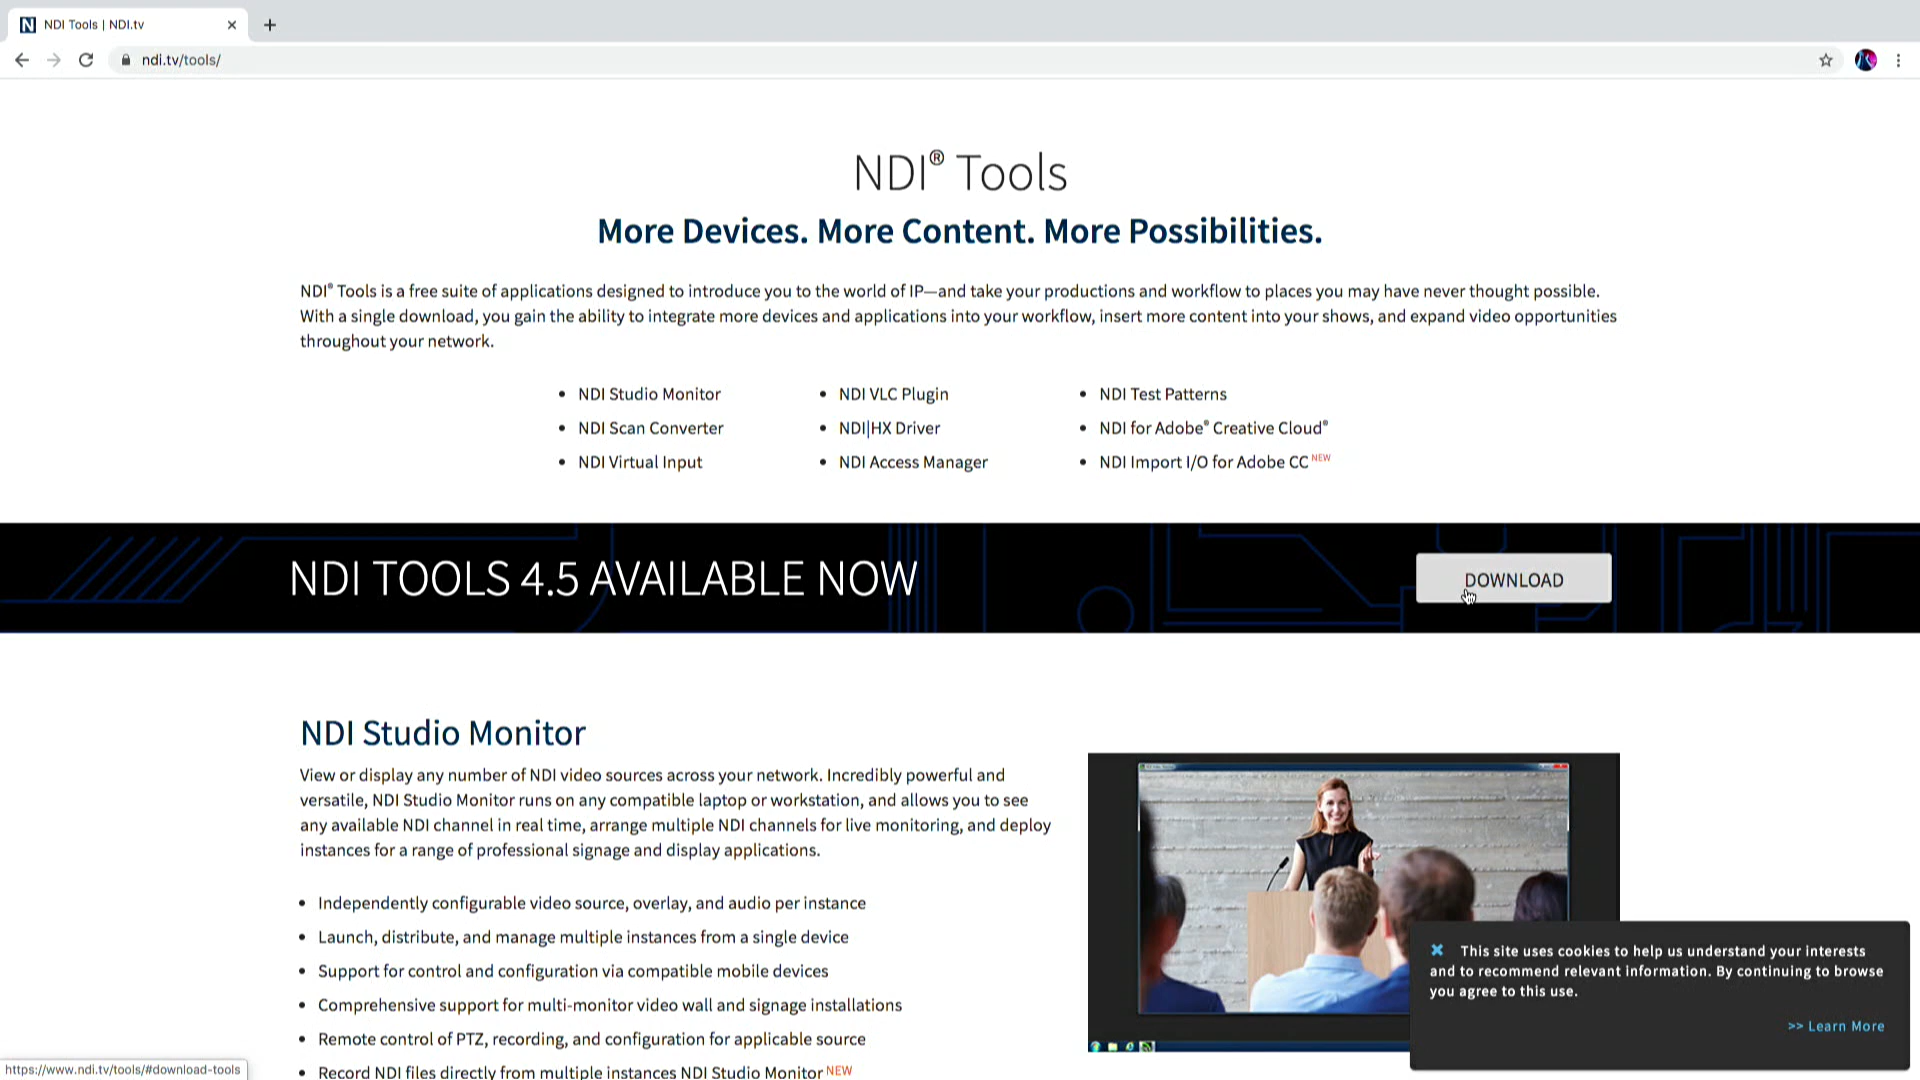 NDI Tools | NDI.tv
ndi.tv/tools/
NDI® Tools
More Devices. More Content. More Possibilities.
NDI® Tools is a free suite of applications designed to introduce you to the world of IP—and take your productions and workflow to places you may have never thought possible.
With a single download, you gain the ability to integrate more devices and applications into your workflow, insert more content into your shows, and expand video opportunities
throughout your network.
• NDI Studio Monitor
• NDI Scan Converter
• NDI Virtual Input
• NDI VLC Plugin
• NDI|HX Driver
• NDI Access Manager
• NDI Test Patterns
• NDI for Adobe® Creative Cloud®
• NDI Import I/O for Adobe CC NEW
NDI TOOLS 4.5 AVAILABLE NOW
DOWNLOAD
NDI Studio Monitor
View or display any number of NDI video sources across your network. Incredibly powerful and
versatile, NDI Studio Monitor runs on any compatible laptop or workstation, and allows you to see
any available NDI channel in real time, arrange multiple NDI channels for live monitoring, and deploy
instances for a range of professional signage and display applications.
• Independently configurable video source, overlay, and audio per instance
• Launch, distribute, and manage multiple instances from a single device
• Support for control and configuration via compatible mobile devices
• Comprehensive support for multi-monitor video wall and signage installations
• Remote control of PTZ, recording, and configuration for applicable source
• Record NDI files directly from multiple instances NDI Studio Monitor NEW
This site uses cookies to help us understand your interests
and to recommend relevant information. By continuing to browse
you agree to this use.
>> Learn More
https://www.ndi.tv/tools/#download-tools